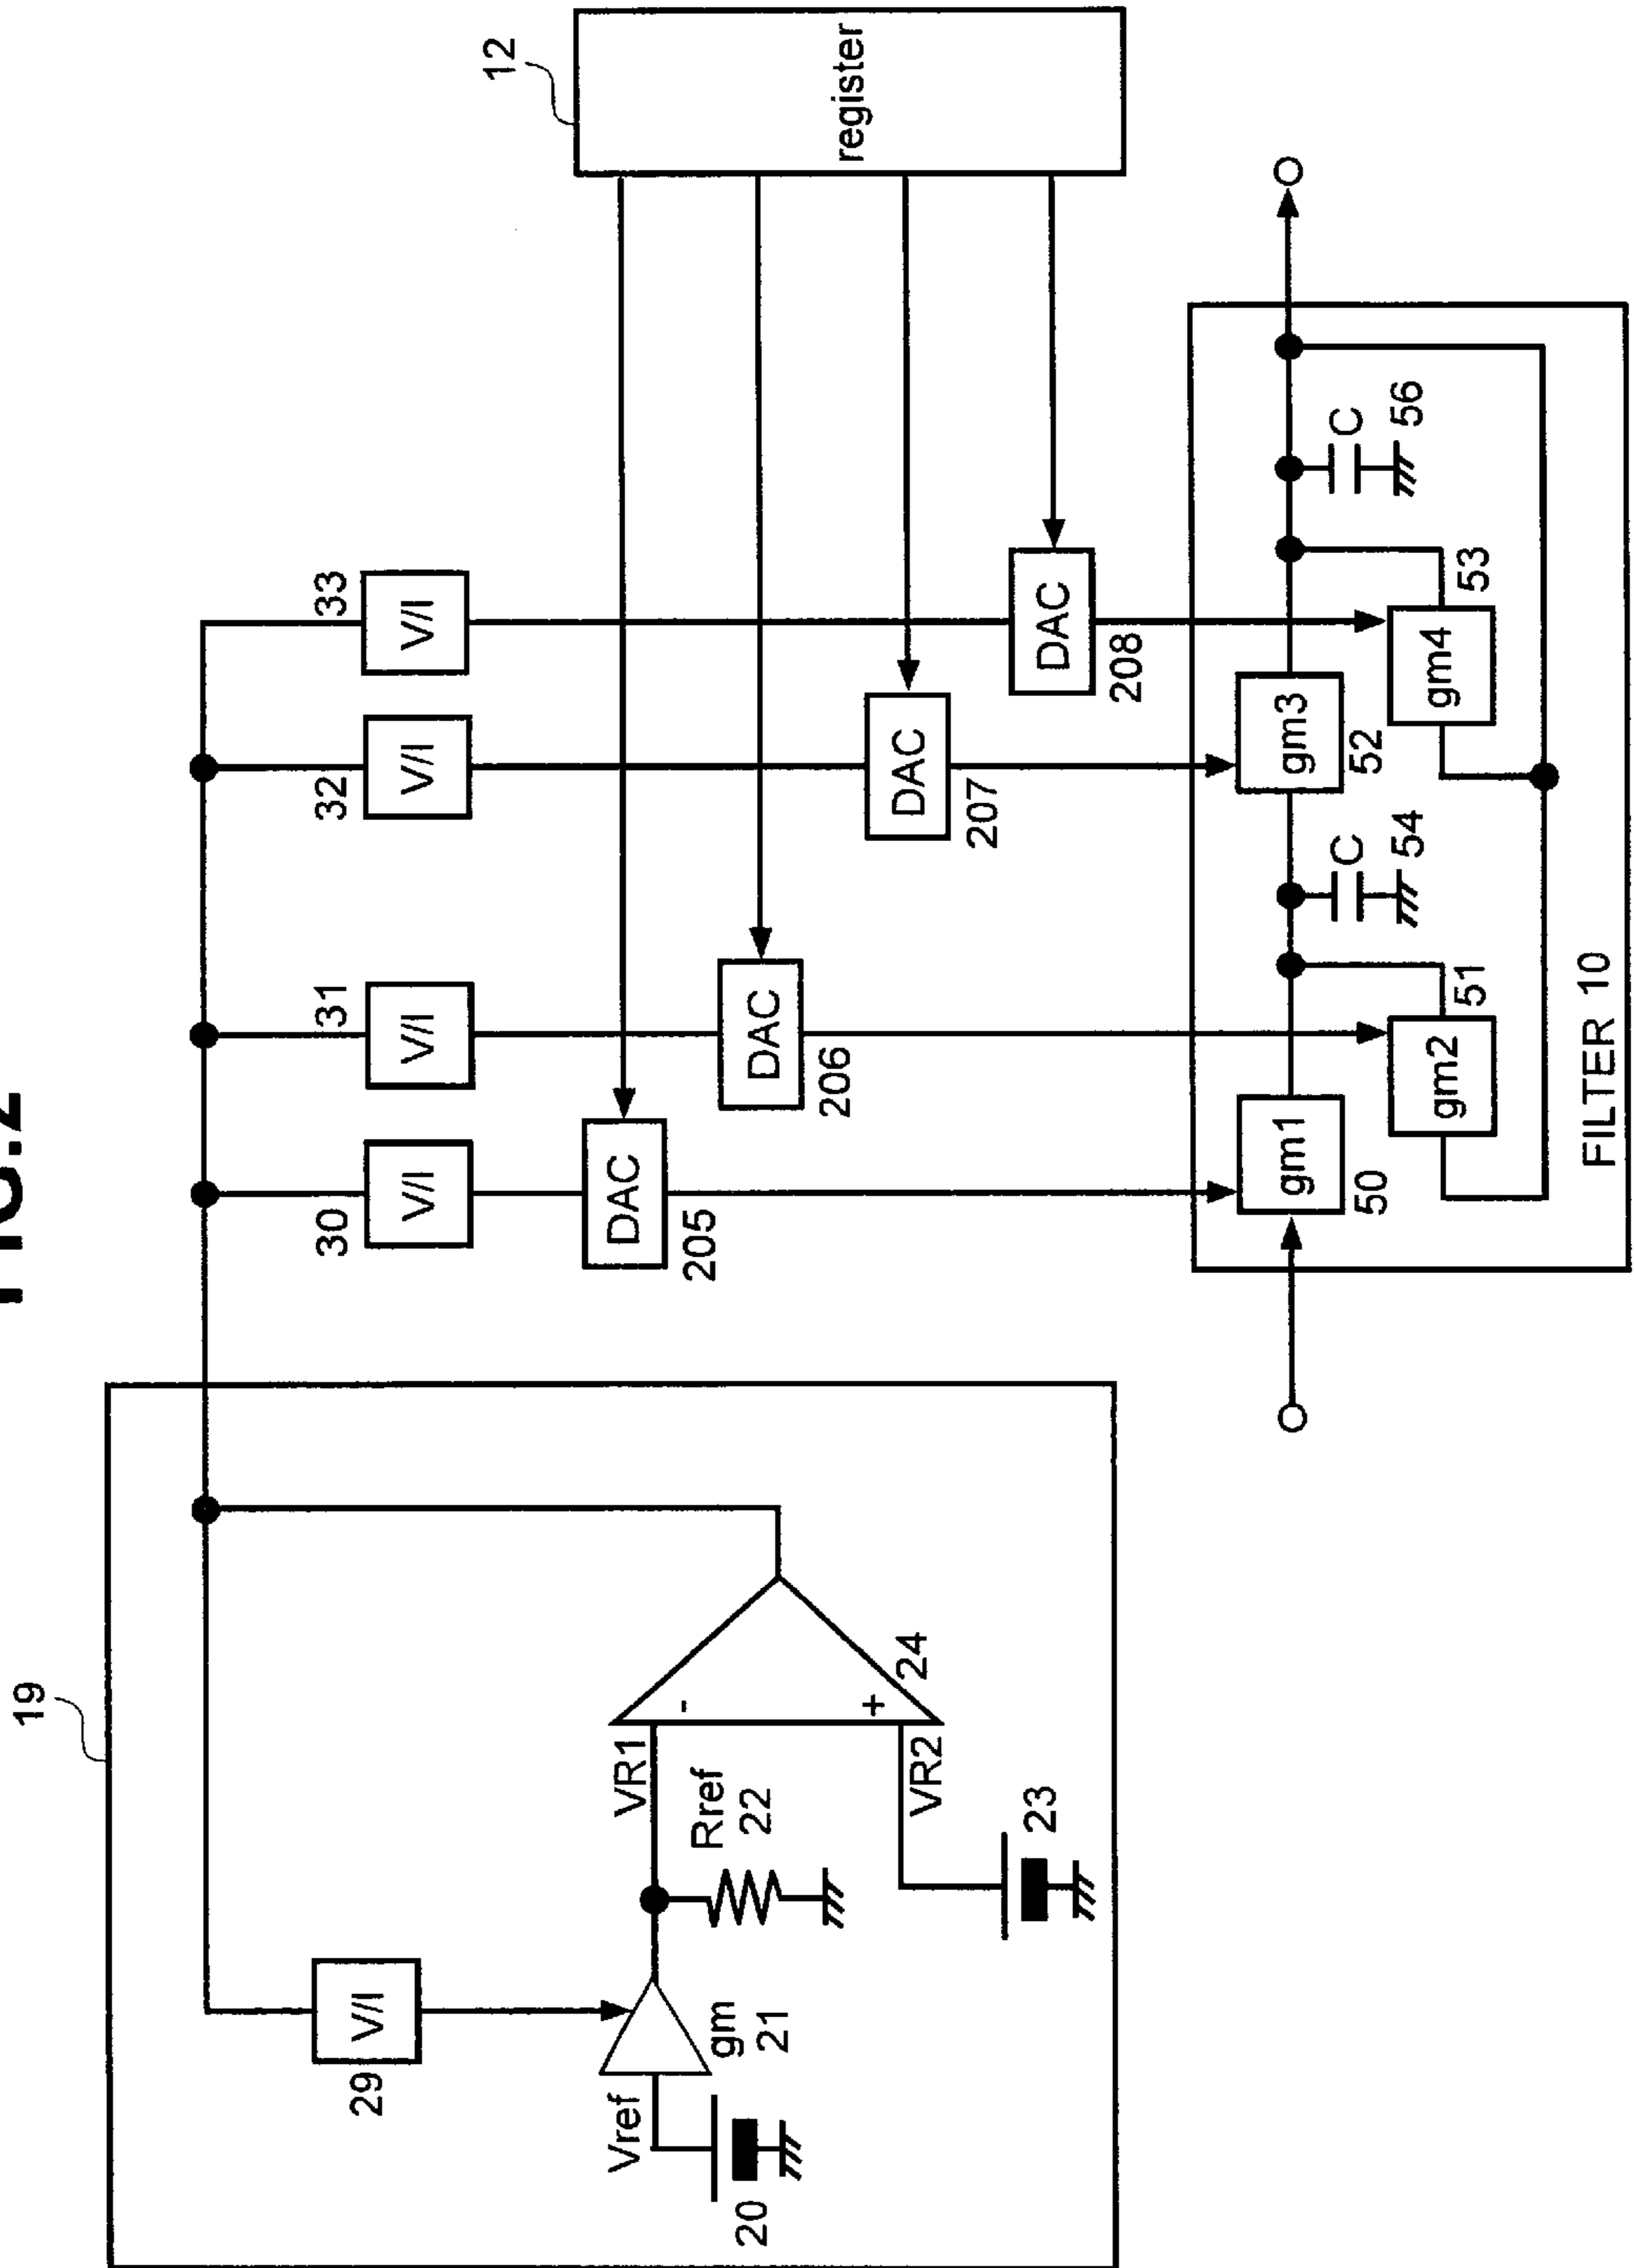 FIG.2
19
29
V/I
Vref
20
gm
21
VR1
Rref
22
-
+
24
VR2
23
30
V/I
31
V/I
32
V/I
33
V/I
DAC
205
DAC
206
DAC
207
DAC
208
12
register
gm1
50
gm2
51
C
54
gm3
52
gm4
53
C
56
FILTER 10